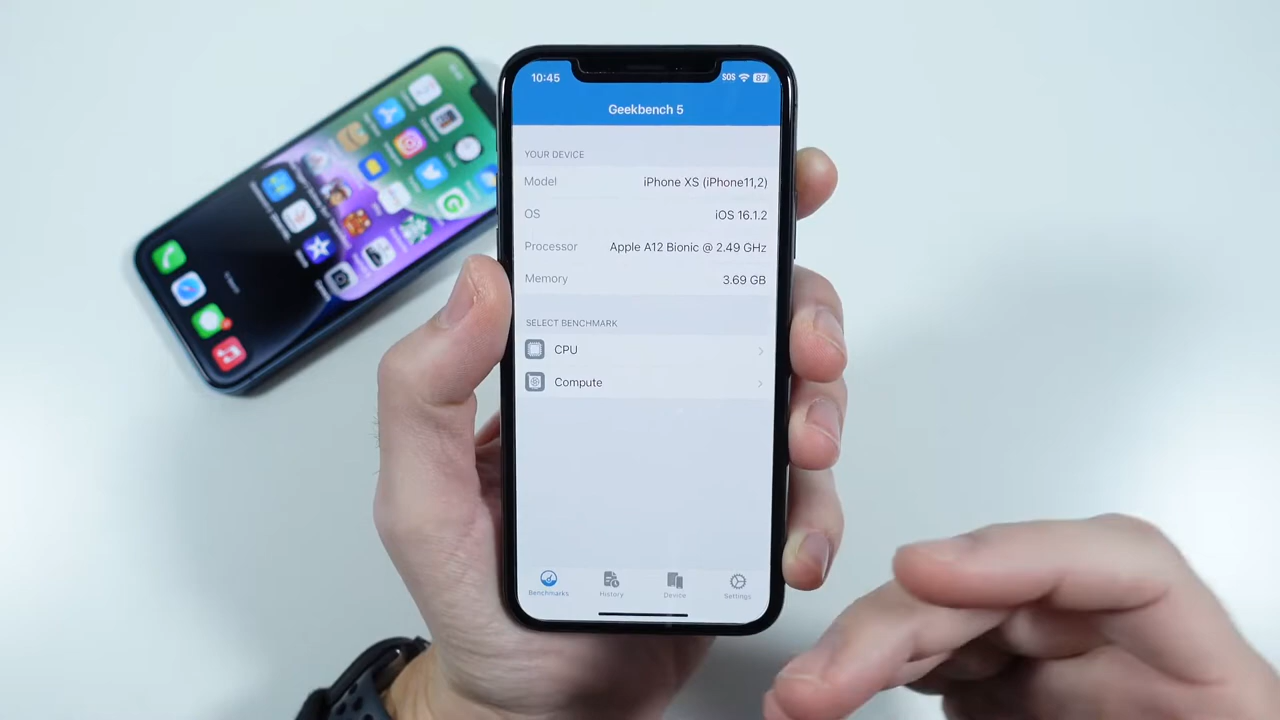 10:45 SOS 87
Geekbench 5
YOUR DEVICE
Model iPhone XS (iPhone11,2)
OS iOS 16.1.2
Processor Apple A12 Bionic @ 2.49 GHz
Memory 3.69 GB
SELECT BENCHMARK
CPU
Compute
Benchmarks History Device Settings